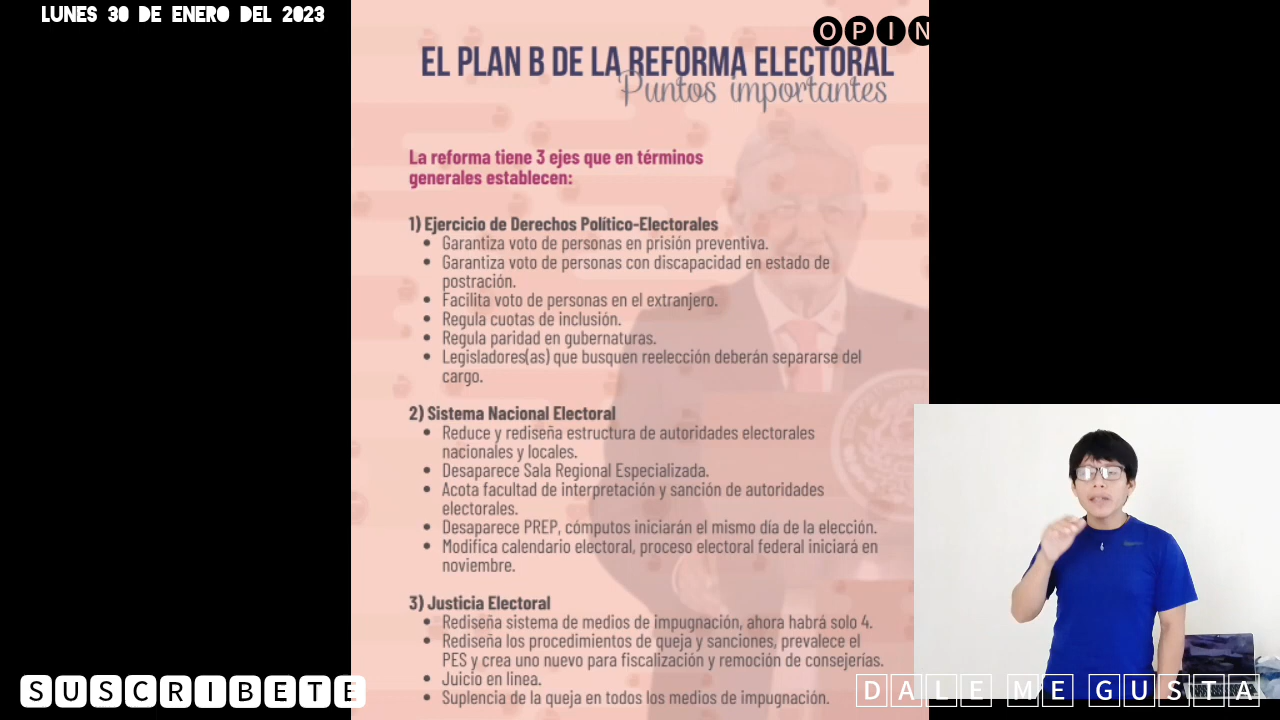 LUNES 30 DE ENERO DEL 2023
OPIN
EL PLAN B DE LA REFORMA ELECTORAL
Puntos importantes
La reforma tiene 3 ejes que en términos
generales establecen:
1) Ejercicio de Derechos Político-Electorales
• Garantiza voto de personas en prisión preventiva.
• Garantiza voto de personas con discapacidad en estado de
postración.
• Facilita voto de personas en el extranjero.
• Regula cuotas de inclusión.
• Regula paridad en gubernaturas.
• Legisladores(as) que busquen reelección deberán separarse del
cargo.
2) Sistema Nacional Electoral
• Reduce y rediseña estructura de autoridades electorales
nacionales y locales.
• Desaparece Sala Regional Especializada.
• Acota facultad de interpretación y sanción de autoridades
electorales.
• Desaparece PREP, cómputos iniciarán el mismo día de la elección.
• Modifica calendario electoral, proceso electoral federal iniciará en
noviembre.
3) Justicia Electoral
• Rediseña sistema de medios de impugnación, ahora habrá solo 4.
• Rediseña los procedimientos de queja y sanciones, prevalece el
PES y crea uno nuevo para fiscalización y remoción de consejerías.
• Juicio en linea.
• Suplencia de la queja en todos los medios de impugnación.
SUSCRIBETE
DALE ME GUSTA